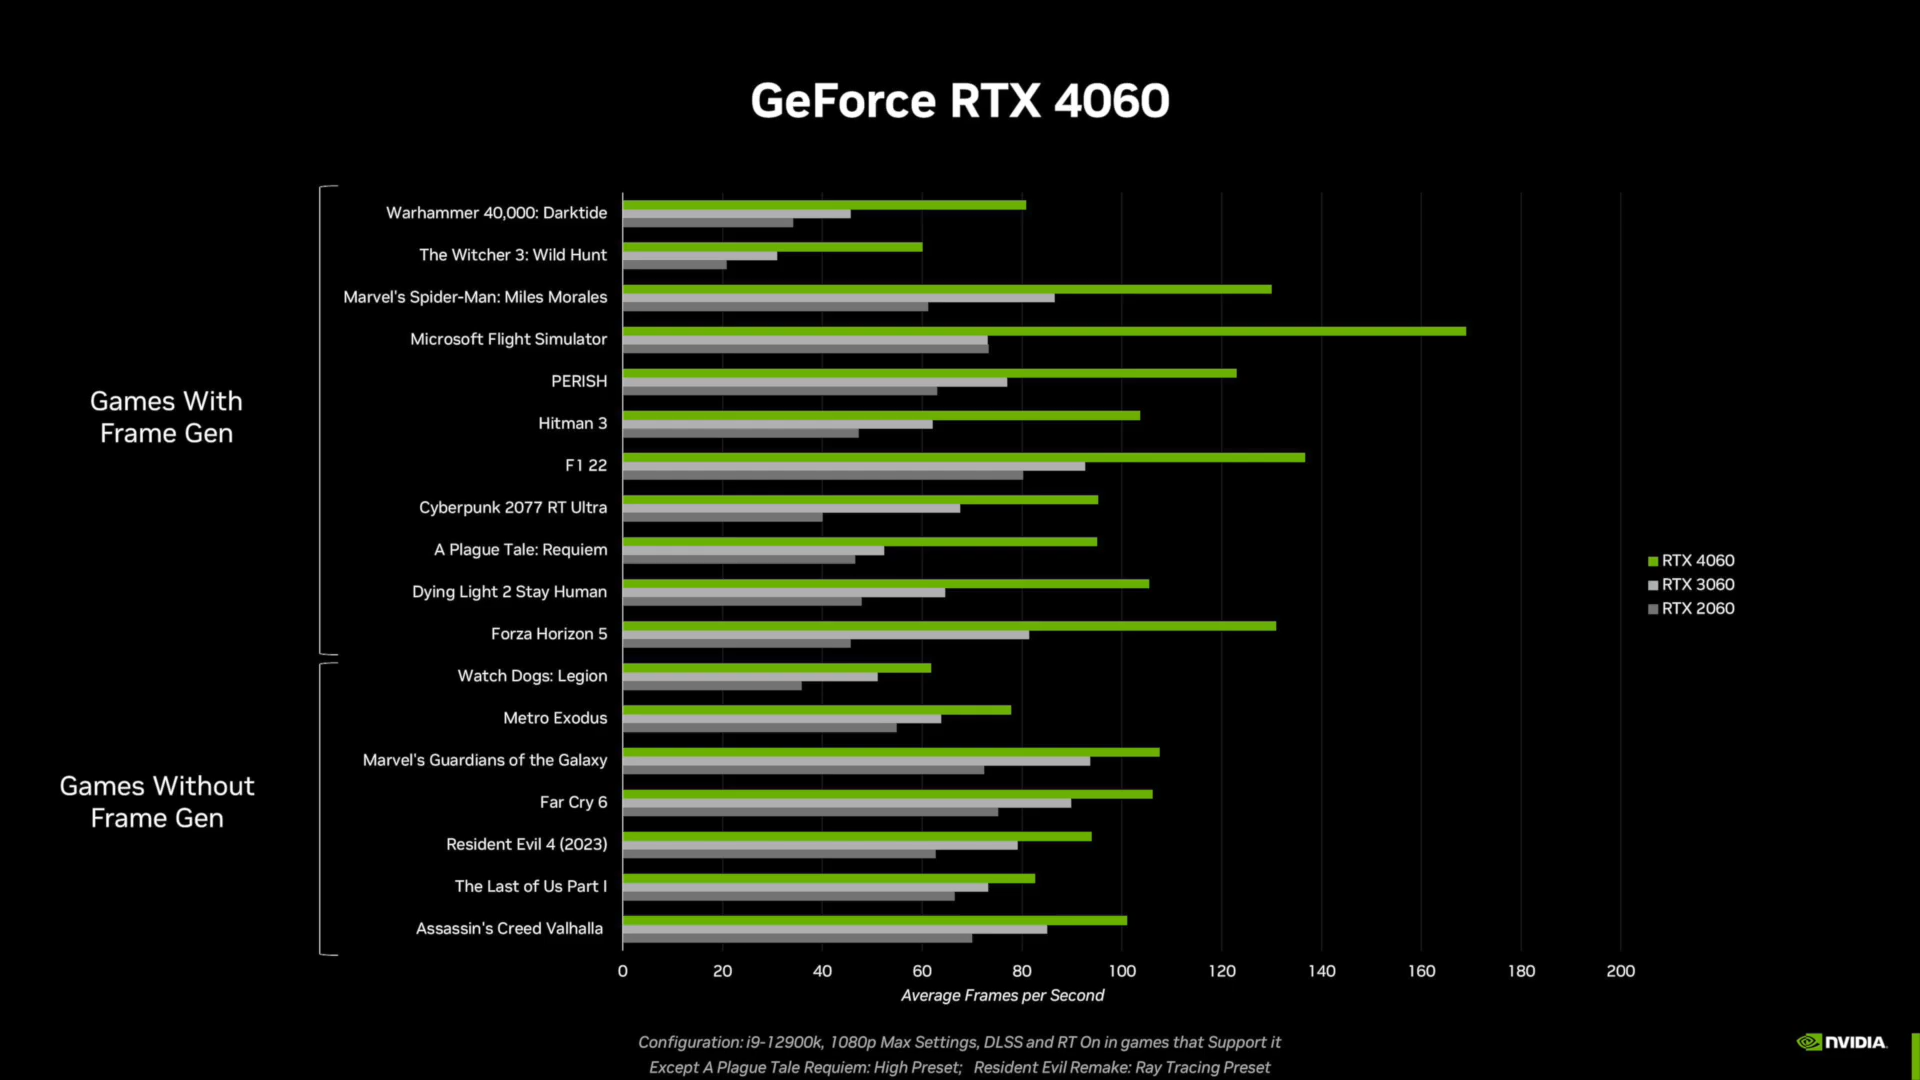 GeForce RTX 4060
Games With
Frame Gen
Warhammer 40,000: Darktide
The Witcher 3: Wild Hunt
Marvel's Spider-Man: Miles Morales
Microsoft Flight Simulator
PERISH
Hitman 3
F1 22
Cyberpunk 2077 RT Ultra
A Plague Tale: Requiem
Dying Light 2 Stay Human
Forza Horizon 5
Games Without
Frame Gen
Watch Dogs: Legion
Metro Exodus
Marvel's Guardians of the Galaxy
Far Cry 6
Resident Evil 4 (2023)
The Last of Us Part I
Assassin's Creed Valhalla
RTX 4060
RTX 3060
RTX 2060
0 20 40 60 80 100 120 140 160 180 200
Average Frames per Second
Configuration: i9-12900k, 1080p Max Settings, DLSS and RT On in games that Support it
Except A Plague Tale Requiem: High Preset; Resident Evil Remake: Ray Tracing Preset
NVIDIA.